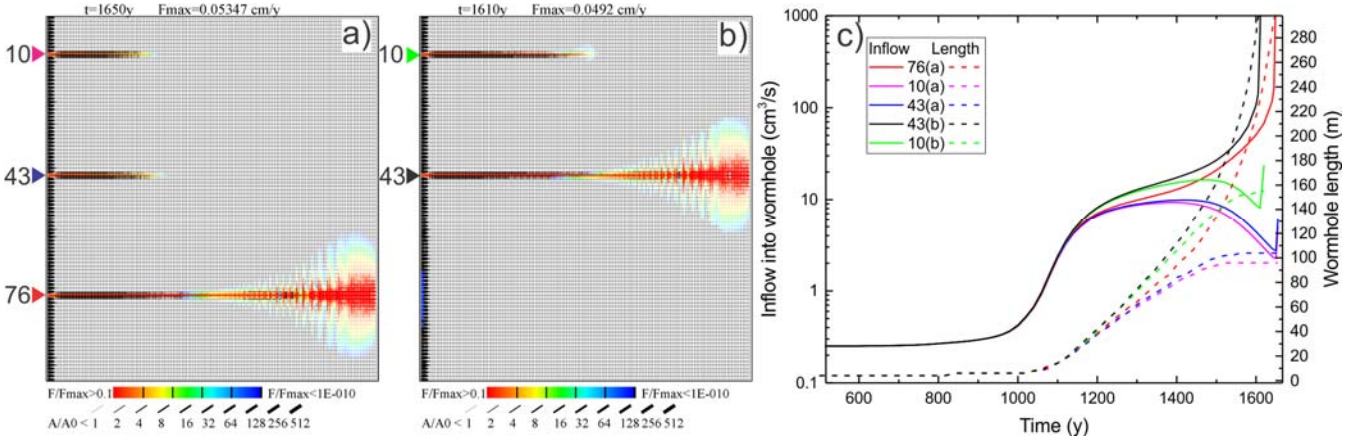 t=1650y Fmax=0.05347 cm/y
a)
10
43
76
F/Fmax>0.1 F/Fmax<1E-010
A/A0 < 1 2 4 8 16 32 64 128 256 512
t=1610y Fmax=0.0492 cm/y
b)
10
43
F/Fmax>0.1 F/Fmax<1E-010
A/A0 < 1 2 4 8 16 32 64 128 256 512
c)
Inflow Length
76(a)
10(a)
43(a)
43(b)
10(b)
Inflow into wormhole (cm³/s)
1000
100
10
1
0.1
Wormhole length (m)
280
260
240
220
200
180
160
140
120
100
80
60
40
20
0
600 800 1000 1200 1400 1600
Time (y)